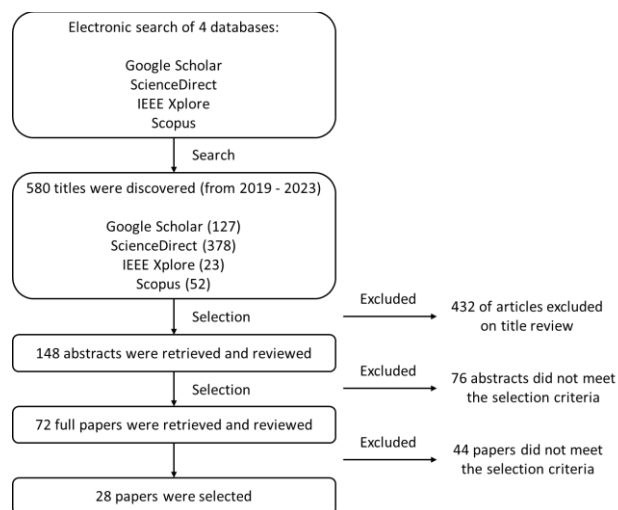 Electronic search of 4 databases:
Google Scholar
ScienceDirect
IEEE Xplore
Scopus
Search
580 titles were discovered (from 2019 - 2023)
Google Scholar (127)
ScienceDirect (378)
IEEE Xplore (23)
Scopus (52)
Selection
Excluded
432 of articles excluded
on title review
148 abstracts were retrieved and reviewed
Selection
Excluded
76 abstracts did not meet
the selection criteria
72 full papers were retrieved and reviewed
Excluded
44 papers did not meet
the selection criteria
28 papers were selected